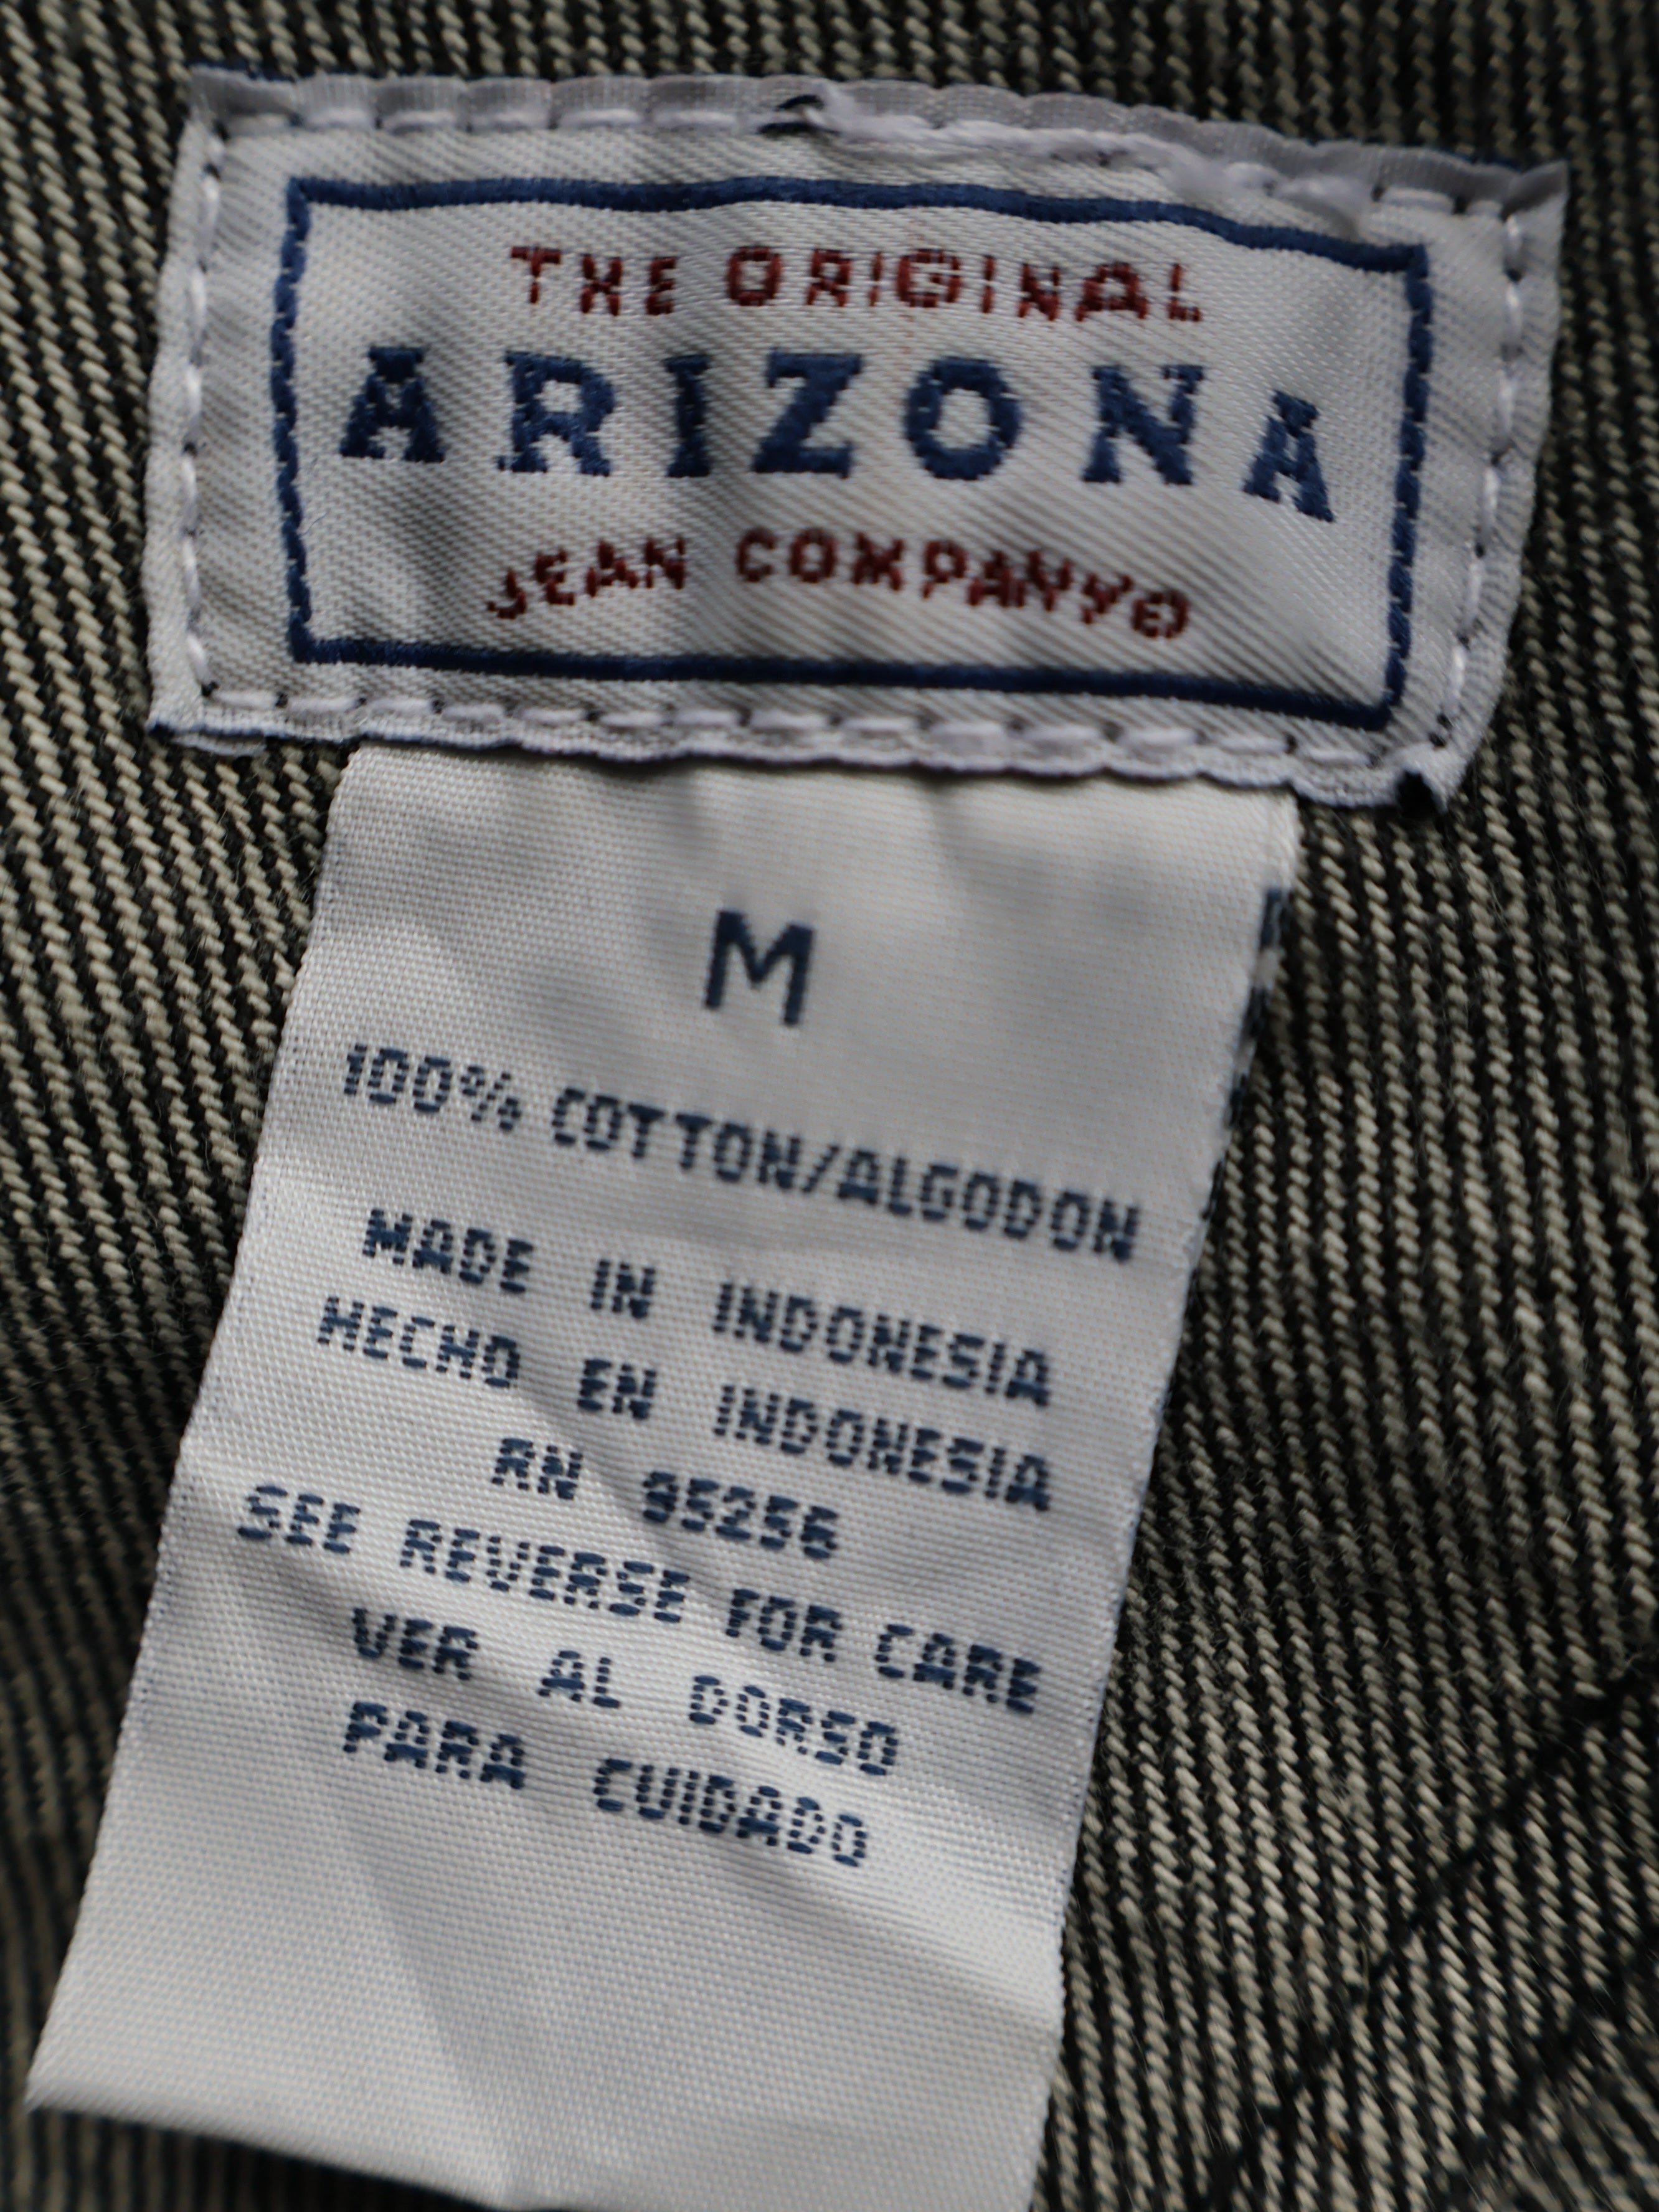 THE ORIGINAL
ARIZONA
JEAN COMPANY®
M
100% COTTON/ALGODON
MADE IN INDONESIA
HECHO EN INDONESIA
RN 95256
SEE REVERSE FOR CARE
VER AL DORSO
PARA CUIDADO